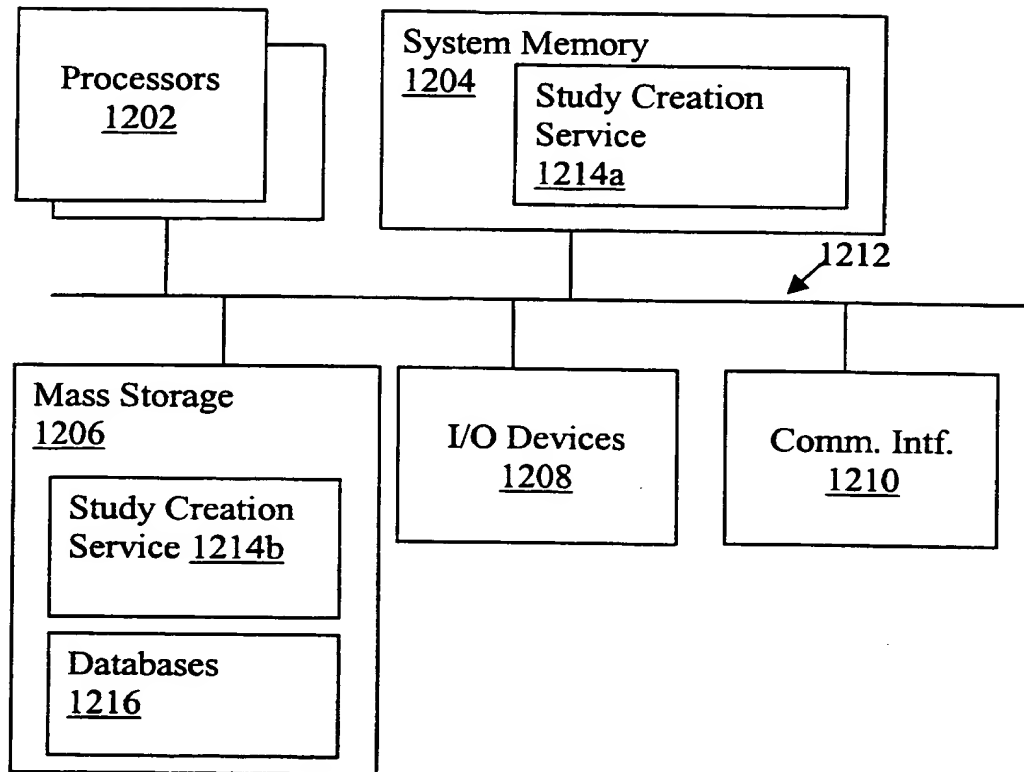 Processors
1202
System Memory
1204
Study Creation
Service
1214a
1212
Mass Storage
1206
Study Creation
Service 1214b
Databases
1216
I/O Devices
1208
Comm. Intf.
1210